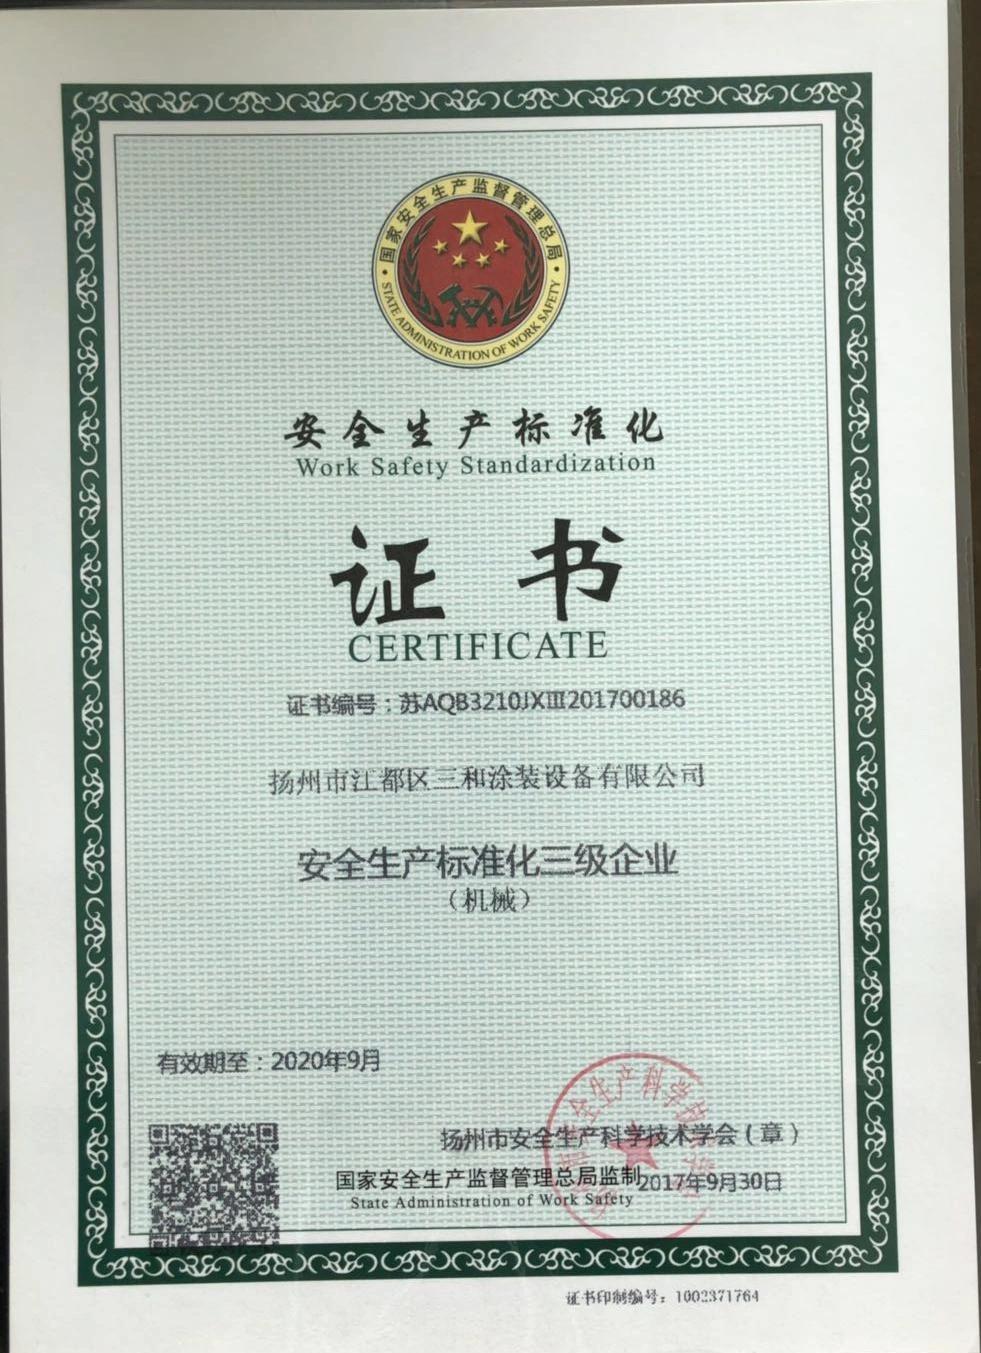 国家安全生产监督管理总局
STATE ADMINISTRATION OF WORK SAFETY
安全生产标准化
Work Safety Standardization
证书
CERTIFICATE
证书编号：苏AQB3210JXⅢ201700186
扬州市江都区三和涂装设备有限公司
安全生产标准化三级企业
（机械）
有效期至：2020年9月
扬州市安全生产科学技术学会（章）
国家安全生产监督管理总局监制
2017年9月30日
State Administration of Work Safety
证书印制编号：1002371764